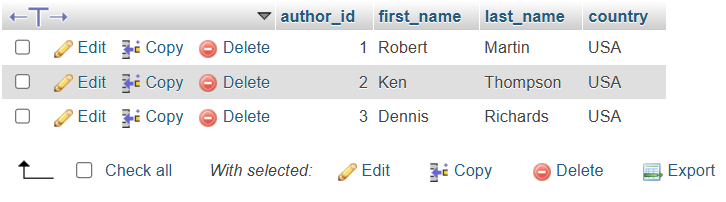 author_id first_name last_name country
Edit Copy Delete 1 Robert Martin USA
Edit Copy Delete 2 Ken Thompson USA
Edit Copy Delete 3 Dennis Richards USA
Check all With selected: Edit Copy Delete Export